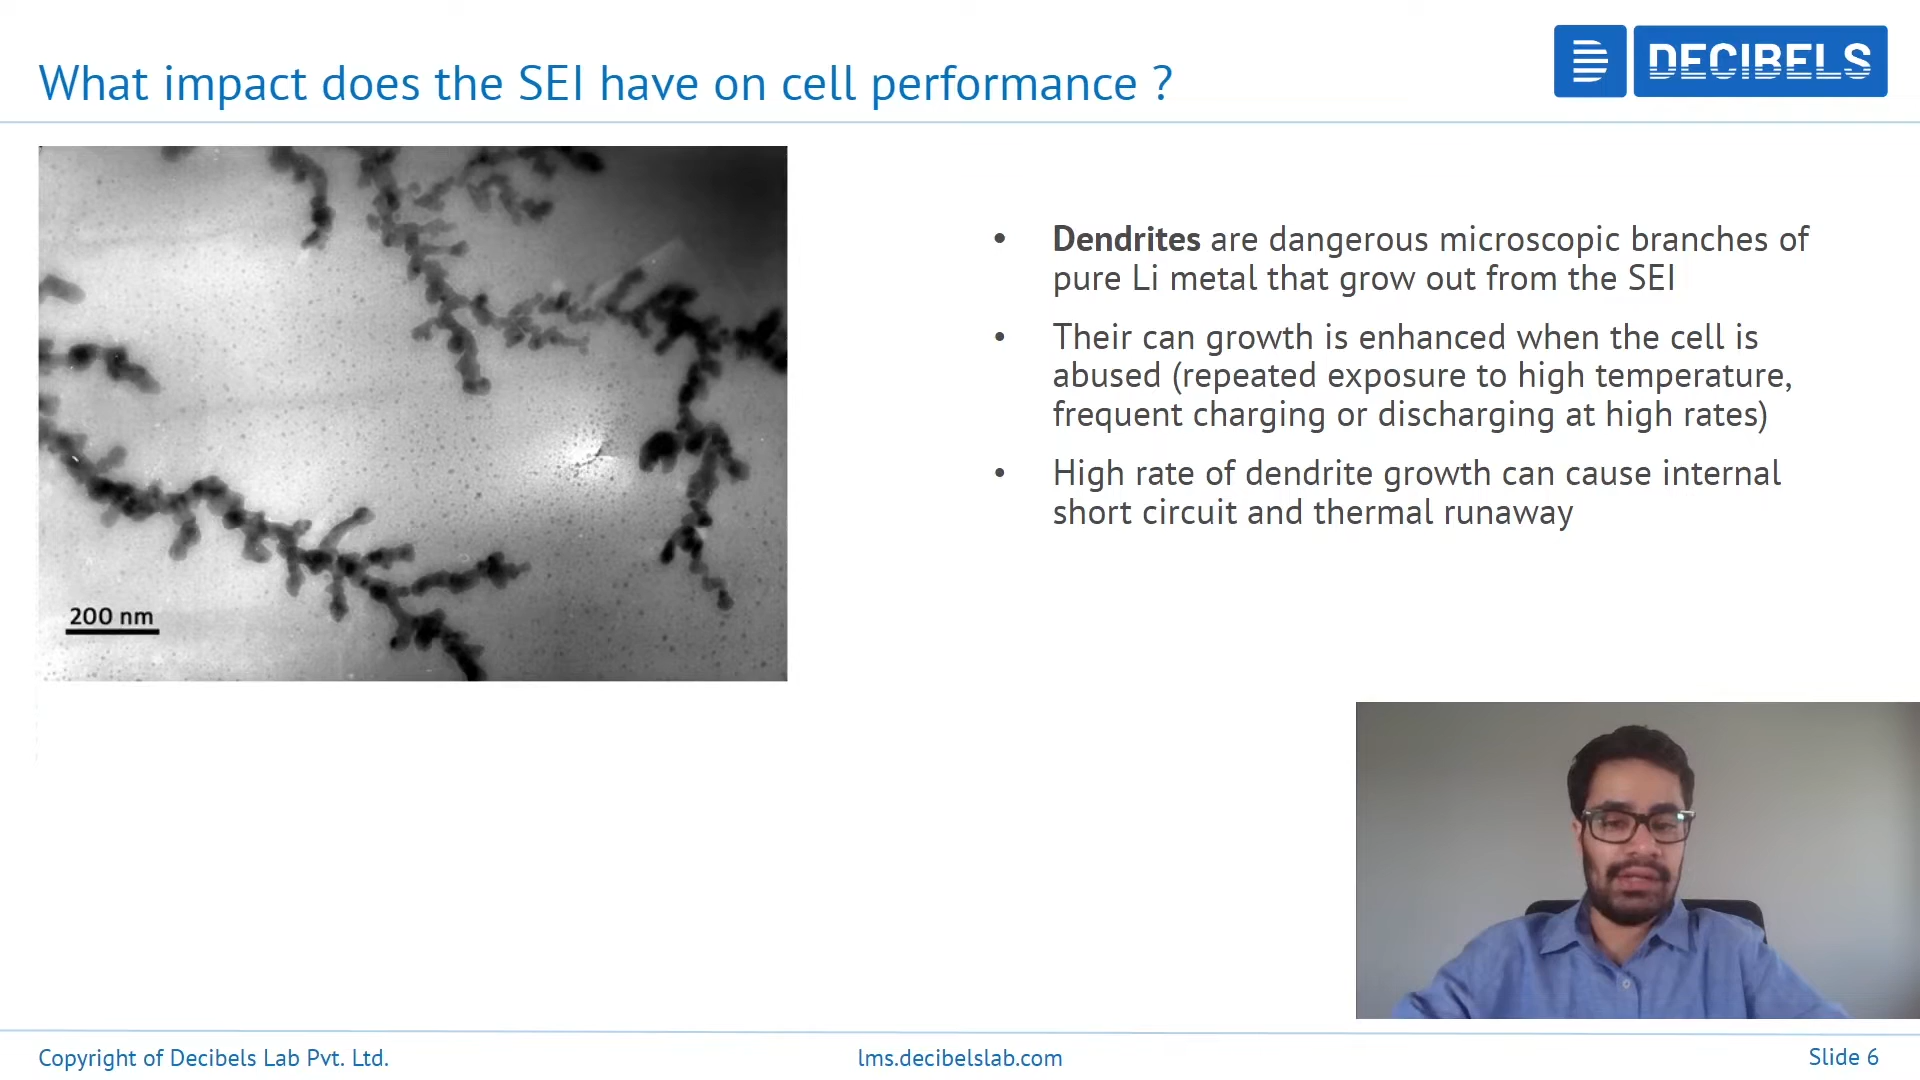 What impact does the SEI have on cell performance ?
DECIBELS
• Dendrites are dangerous microscopic branches of
pure Li metal that grow out from the SEI
• Their can growth is enhanced when the cell is
abused (repeated exposure to high temperature,
frequent charging or discharging at high rates)
• High rate of dendrite growth can cause internal
short circuit and thermal runaway
200 nm
Copyright of Decibels Lab Pvt. Ltd.
lms.decibelslab.com
Slide 6